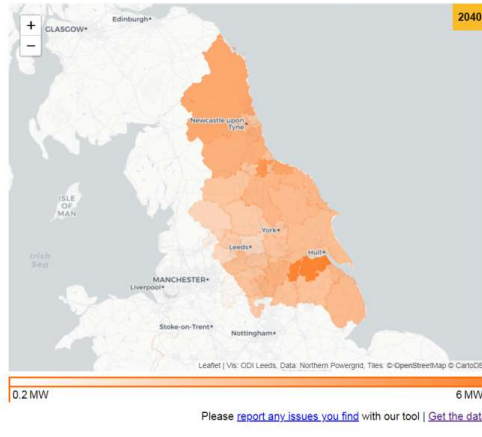 +
−
2040
Edinburgh
GLASGOW
Newcastle upon
Tyne
ISLE
OF
MAN
York
Irish
Sea
Leeds
Hull
MANCHESTER
Liverpool
Stoke-on-Trent
Nottingham
Leaflet | Vis: ODI Leeds, Data: Northern Powergrid, Tiles: © OpenStreetMap © CartoDB
0.2 MW
6 MW
Please report any issues you find with our tool | Get the dat